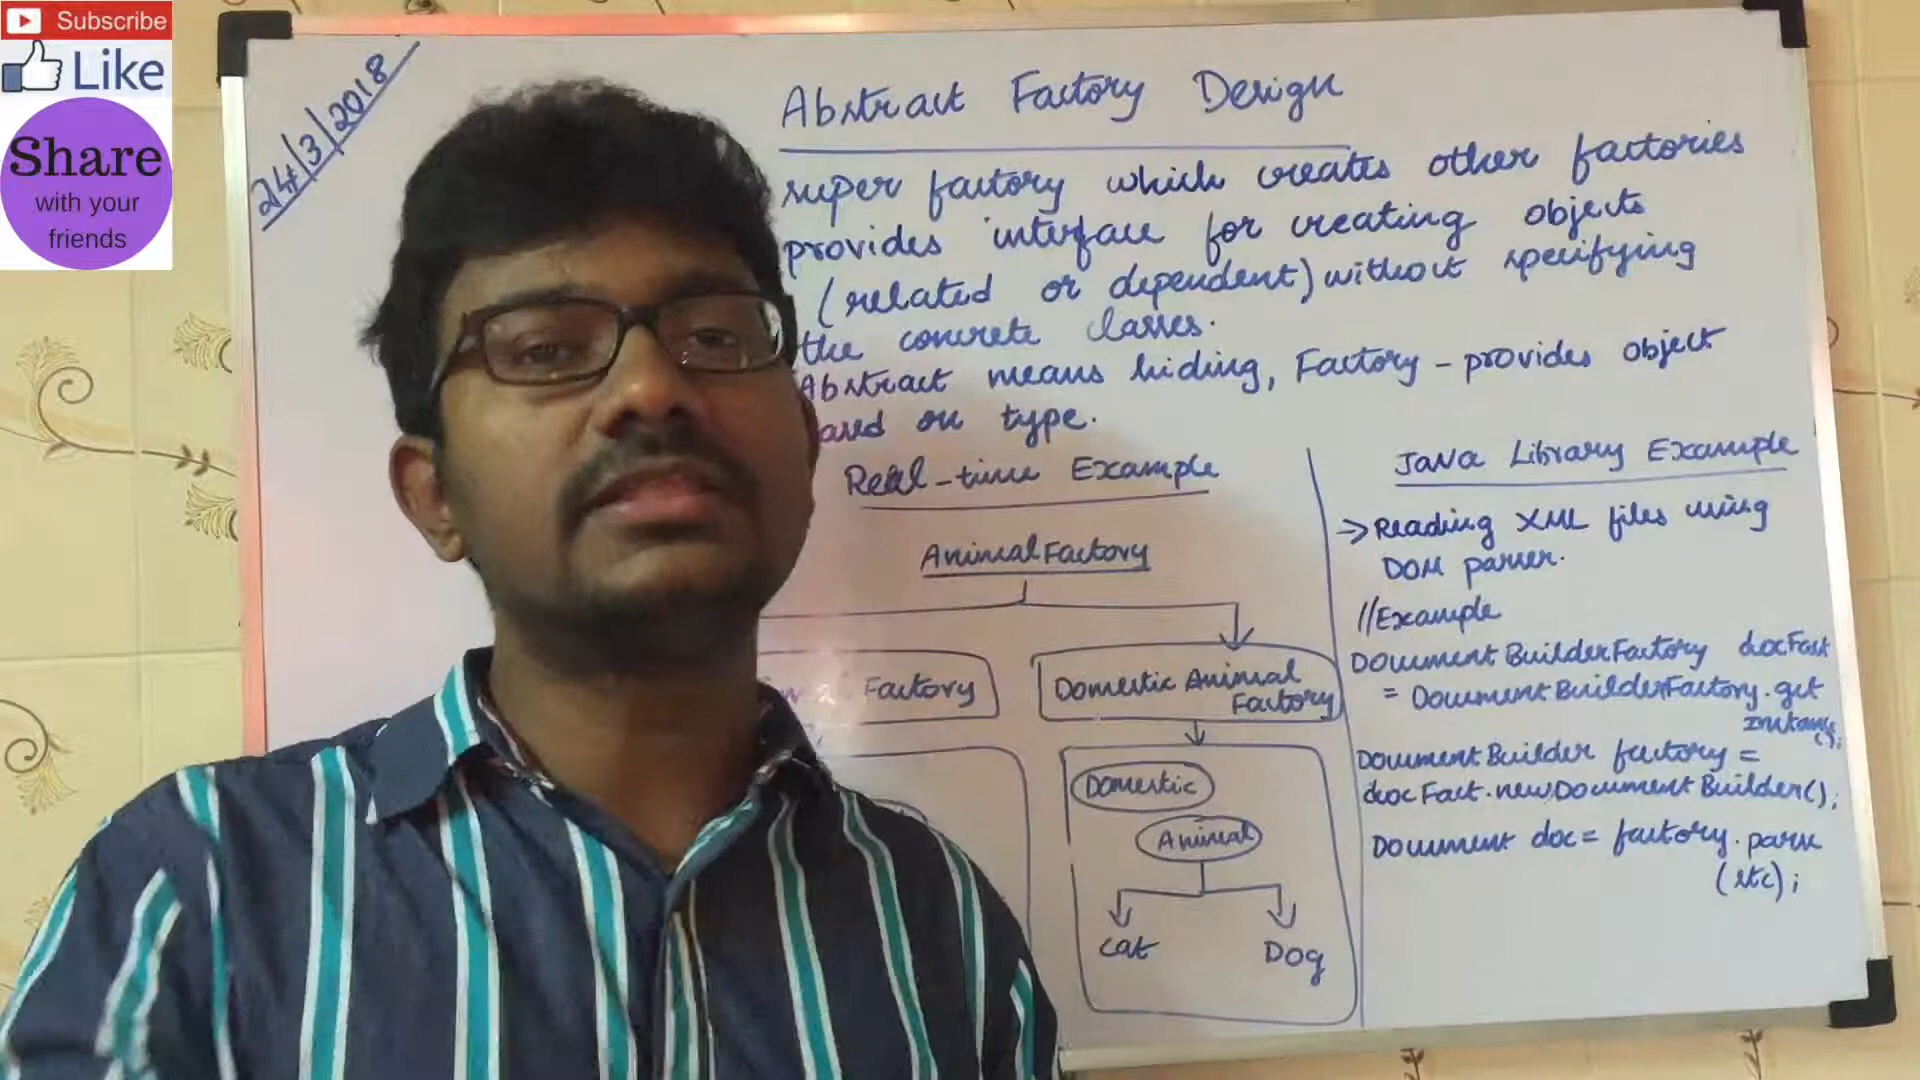 Subscribe
Like
Share
with your
friends
24/3/2018
Abstract Factory Design
super factory which creates other factories
provides interface for creating objects
(related or dependent) without specifying
the concrete classes.
Abstract means hiding, Factory - provides object
on type.
Real-time Example
AnimalFactory
Factory
Domestic Animal
Factory
Domestic
Animal
Cat
Dog
JaVa Library Example
→ Reading XML files using
DOM parser.
//Example
DocumentBuilderFactory docFact
= DocumentBuilderFactory.get
Instance
();
DocumentBuilder factory =
docFact.newDocumentBuilder();
Document doc = factory.parse
(etc);